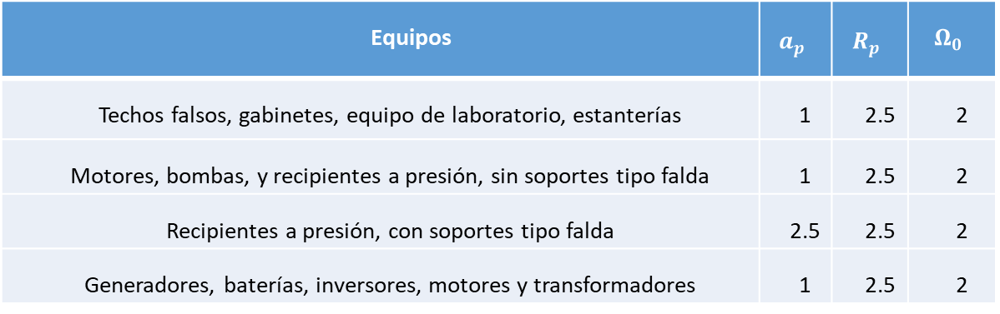 Equipos a_p R_p Ω_0
Techos falsos, gabinetes, equipo de laboratorio, estanterías 1 2.5 2
Motores, bombas, y recipientes a presión, sin soportes tipo falda 1 2.5 2
Recipientes a presión, con soportes tipo falda 2.5 2.5 2
Generadores, baterías, inversores, motores y transformadores 1 2.5 2